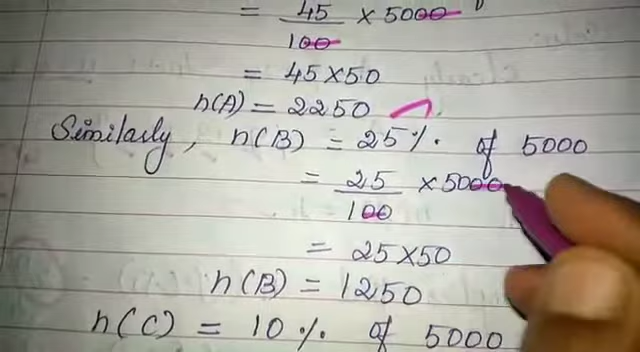 = 45/100 × 5000
= 45×50
n(A) = 2250
Similarly, n(B) = 25% of 5000
= 25/100 × 5000
= 25×50
n(B) = 1250
n(C) = 10% of 5000